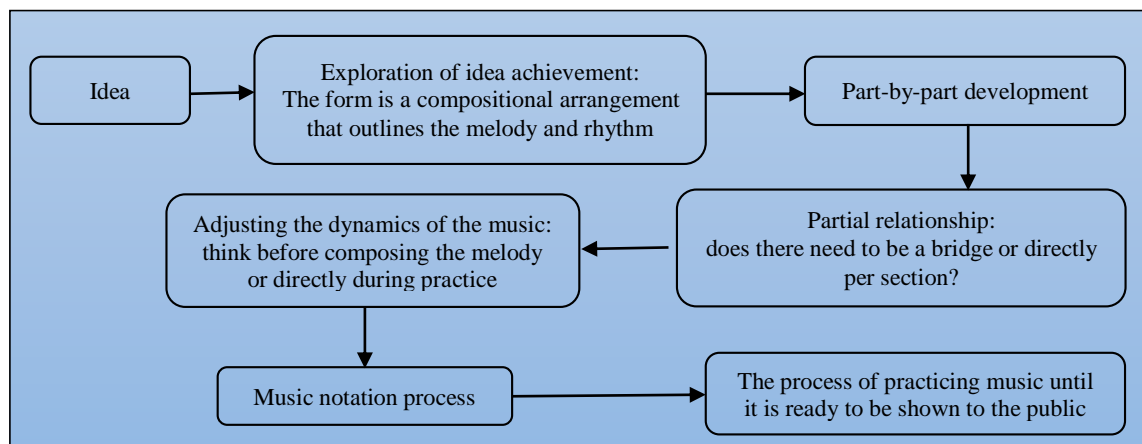 Idea
Exploration of idea achievement:
The form is a compositional arrangement
that outlines the melody and rhythm
Part-by-part development
Partial relationship:
does there need to be a bridge or directly
per section?
Adjusting the dynamics of the music:
think before composing the melody
or directly during practice
Music notation process
The process of practicing music until
it is ready to be shown to the public